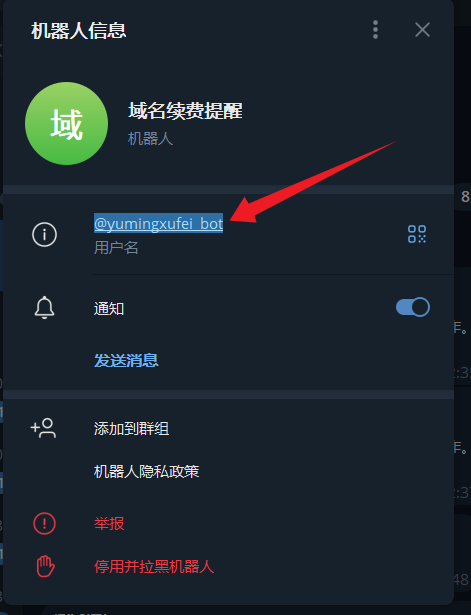 机器人信息
域
域名续费提醒
机器人
@yumingxufei_bot
用户名
通知
发送消息
添加到群组
机器人隐私政策
举报
停用并拉黑机器人